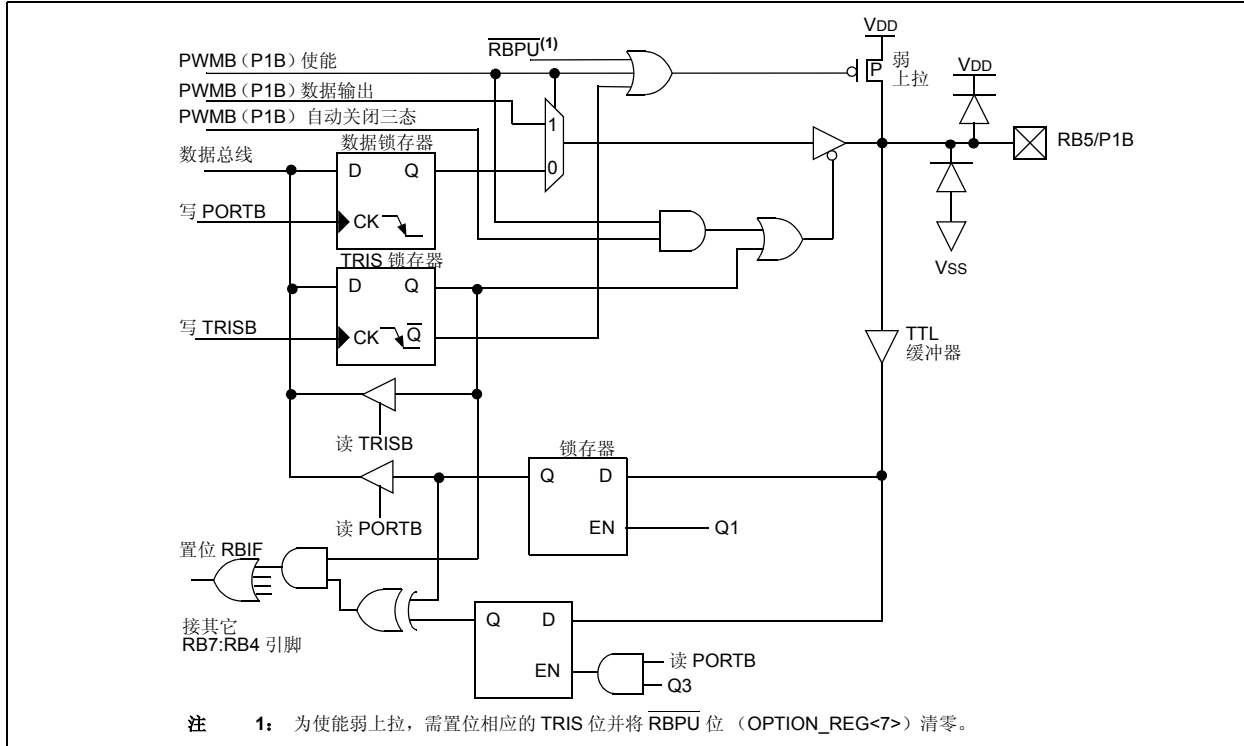 VDD
RBPU(1)
PWMB（P1B）使能
弱
上拉
P
VDD
PWMB（P1B）数据输出
1
PWMB（P1B）自动关闭三态
数据锁存器
RB5/P1B
数据总线
D Q
0
写 PORTB
CK
TRIS 锁存器
VSS
D Q
写 TRISB
CK Q
TTL
缓冲器
读 TRISB
锁存器
Q D
读 PORTB
EN Q1
置位 RBIF
Q D
接其它
RB7:RB4 引脚
读 PORTB
EN
Q3
注 1: 为使能弱上拉，需置位相应的 TRIS 位并将 RBPU 位 （OPTION_REG<7>）清零。